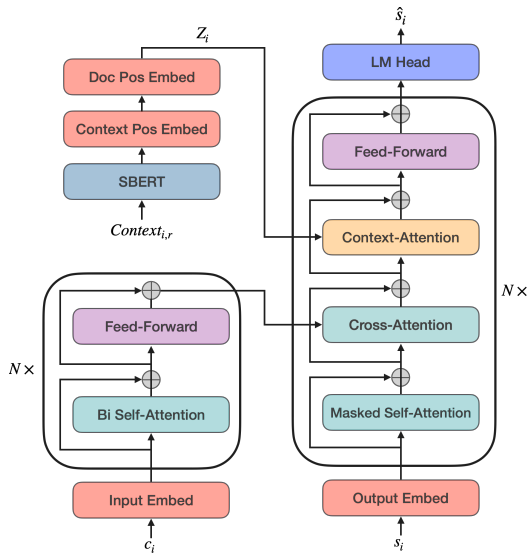 Z_i
ŝ_i
Doc Pos Embed
LM Head
Context Pos Embed
SBERT
Context_{i,r}
Feed-Forward
Context-Attention
Cross-Attention
Masked Self-Attention
N×
Output Embed
s_i
Feed-Forward
Bi Self-Attention
N×
Input Embed
c_i